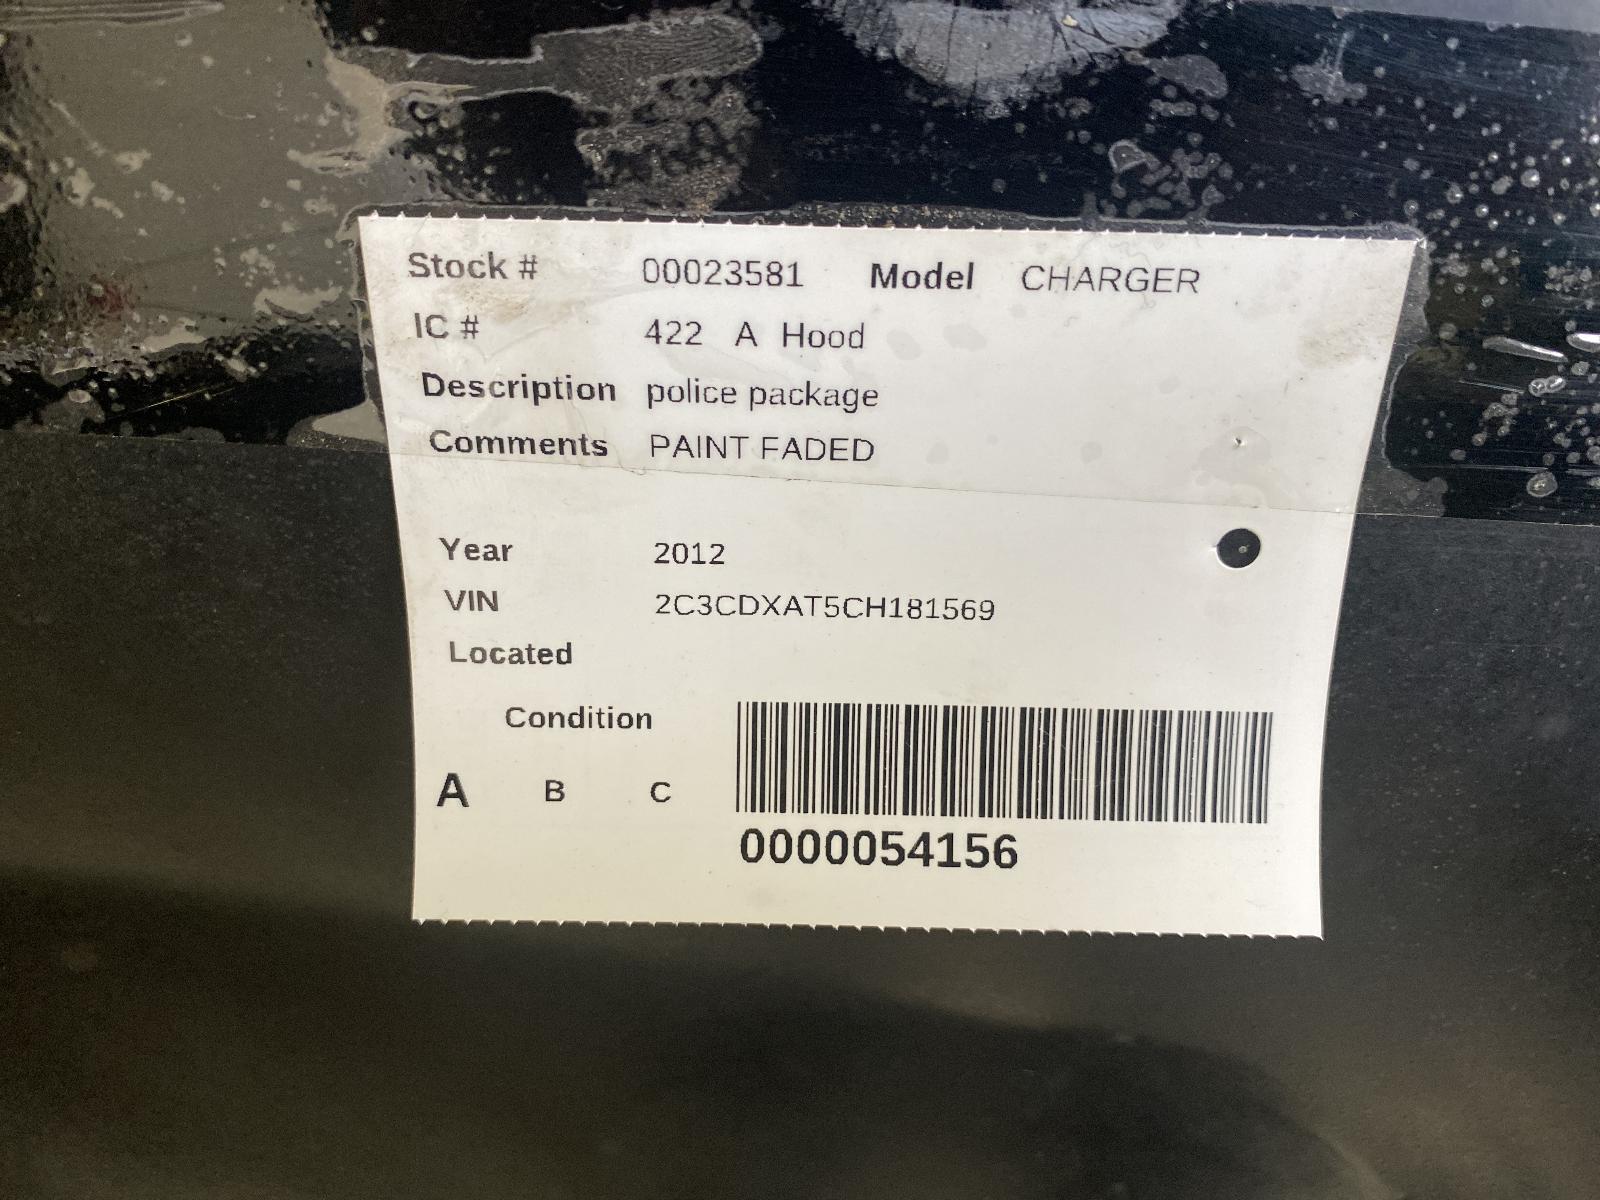 Stock # 00023581 Model CHARGER
IC # 422 A Hood
Description police package
Comments PAINT FADED
Year 2012
VIN 2C3CDXAT5CH181569
Located
Condition
A B C
0000054156